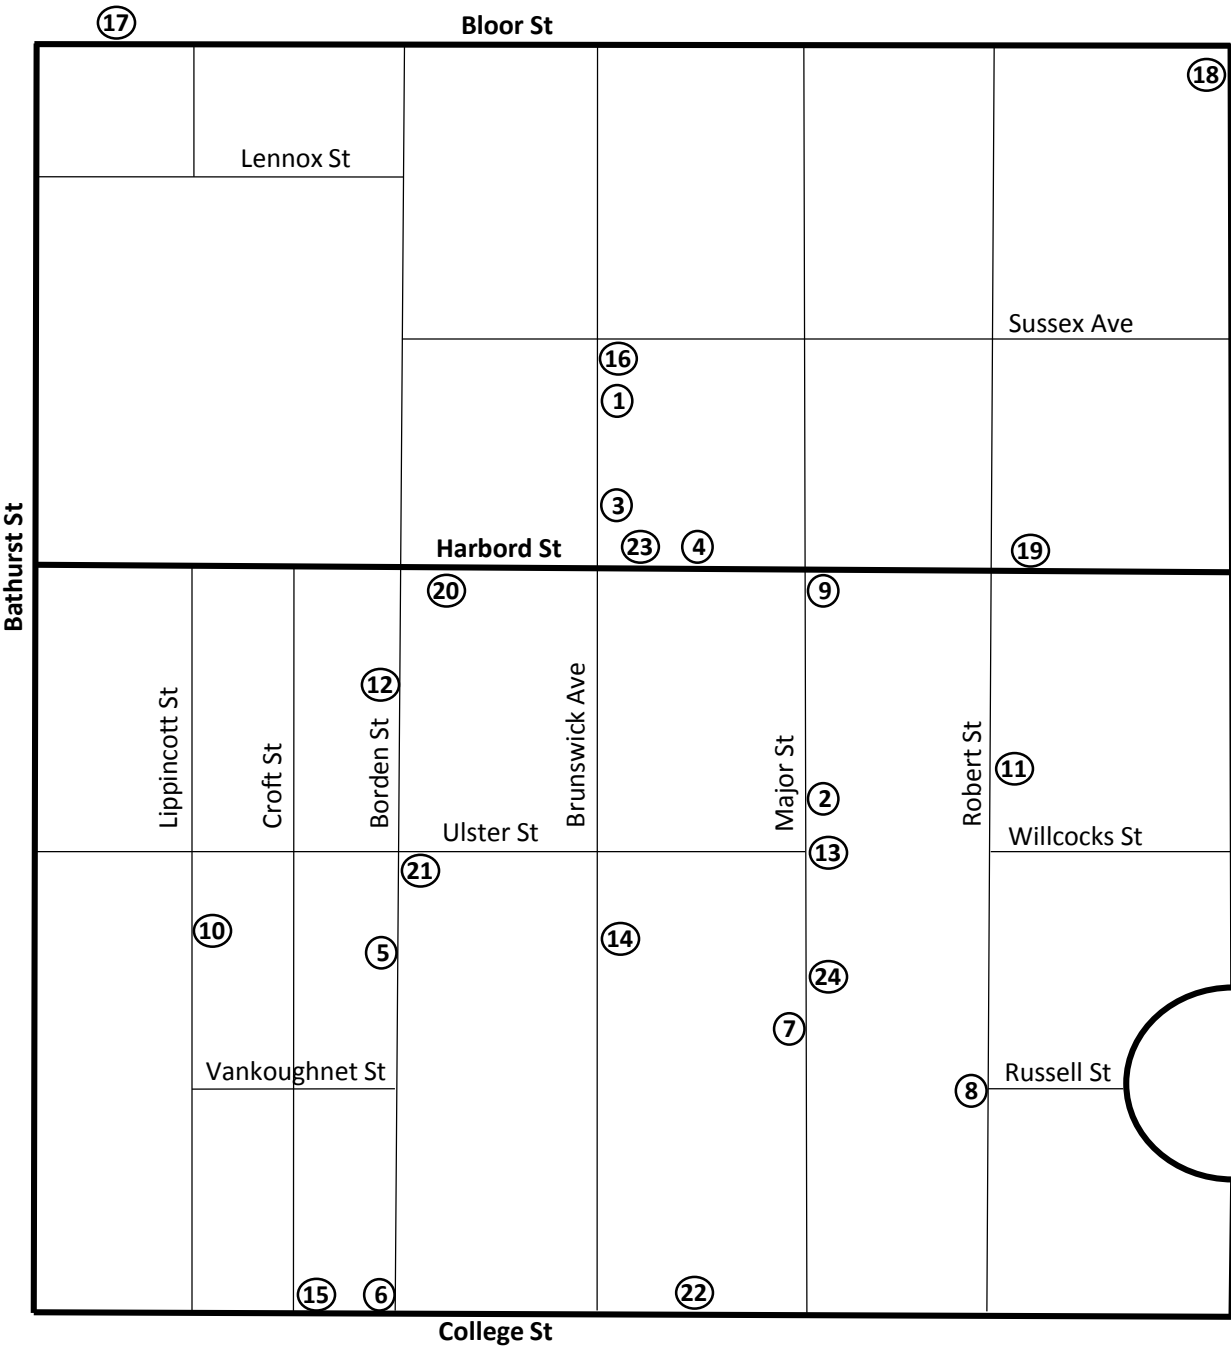 17
Bloor St
18
Lennox St
Sussex Ave
16
1
3
Bathurst St
Harbord St
23
4
19
20
9
12
Lippincott St
Croft St
Borden St
Brunswick Ave
Major St
Robert St
11
2
Ulster St
13
Willcocks St
21
10
5
14
24
7
Vankoughnet St
8
Russell St
15
6
22
College St